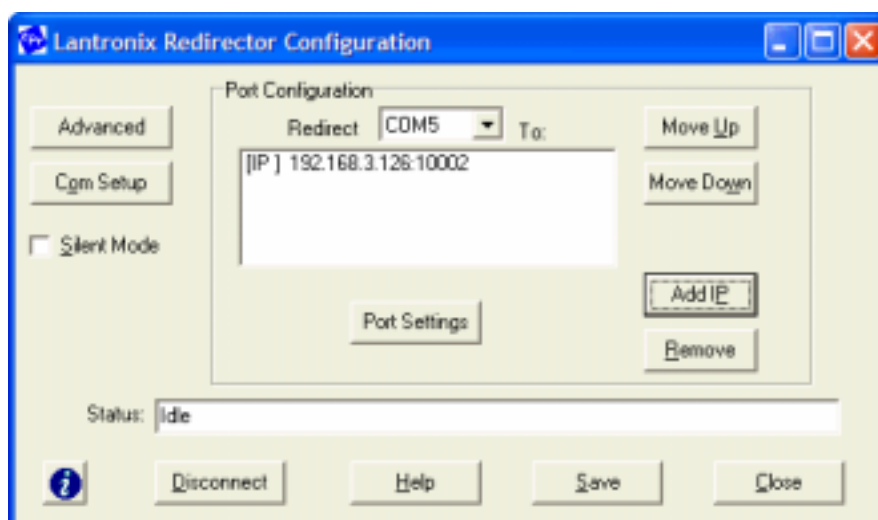 Lantronix Redirector Configuration
Port Configuration
Advanced
Redirect COM5 To:
Move Up
[IP ] 192.168.3.126:10002
Com Setup
Move Down
Silent Mode
Add IP
Port Settings
Remove
Status: Idle
Disconnect
Help
Save
Close